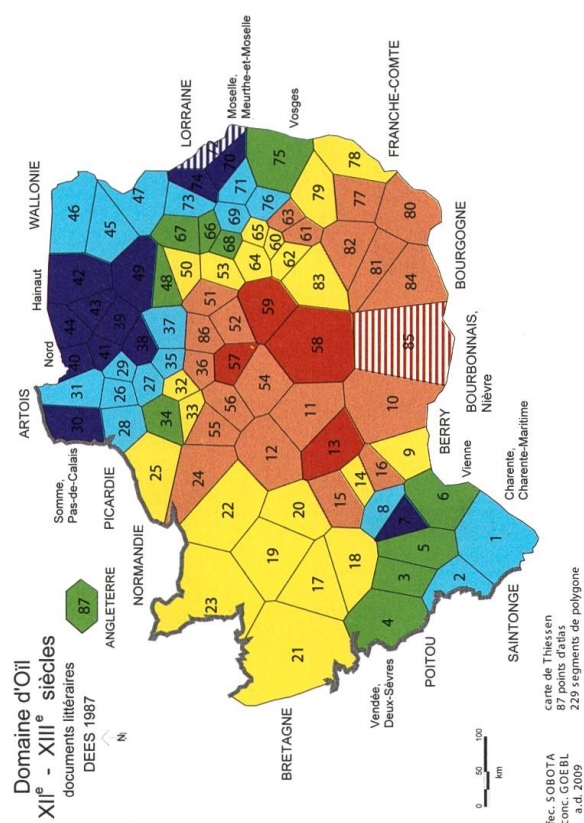 Domaine d'Oïl
XIIᵉ - XIIIᵉ siècles
documents littéraires
DEES 1987
N
87
ANGLETERRE
Somme,
Pas-de-Calais
ARTOIS
Nord
Hainaut
WALLONIE
PICARDIE
NORMANDIE
LORRAINE
Moselle,
Meurthe-et-Moselle
Vosges
FRANCHE-COMTE
BOURGOGNE
BOURBONNAIS,
Nièvre
BERRY
Vienne
Charente,
Charente-Maritime
SAINTONGE
POITOU
Vendée,
Deux-Sèvres
BRETAGNE
1
2
3
4
5
6
7
8
9
10
11
12
13
14
15
16
17
18
19
20
21
22
23
24
25
26
27
28
29
30
31
32
33
34
35
36
37
38
39
40
41
42
43
44
45
46
47
48
49
50
51
52
53
54
55
56
57
58
59
60
61
62
63
64
65
66
67
68
69
70
71
73
74
75
76
77
78
79
80
81
82
83
84
85
86
0 50 100
km
fec. SOBOTA
conc. GOEBL
a.d. 2009
carte de Thiessen
87 points d'atlas
229 segments de polygone